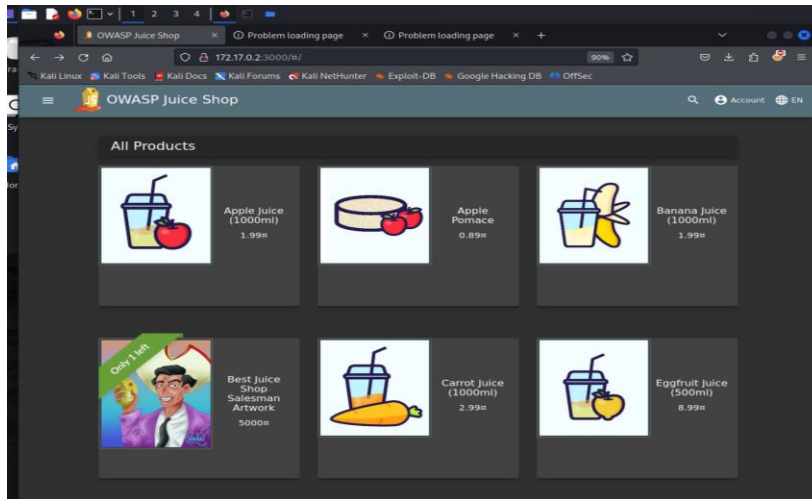 1 2 3 4
OWASP Juice Shop × Problem loading page × Problem loading page × +
172.17.0.2:3000/#/ 90%
Kali Linux Kali Tools Kali Docs Kali Forums Kali NetHunter Exploit-DB Google Hacking DB OffSec
OWASP Juice Shop Account EN
All Products
Apple Juice
(1000ml)
1.99¤
Apple
Pomace
0.89¤
Banana Juice
(1000ml)
1.99¤
Only 1 left
Best Juice
Shop
Salesman
Artwork
5000¤
Carrot Juice
(1000ml)
2.99¤
Eggfruit Juice
(500ml)
8.99¤